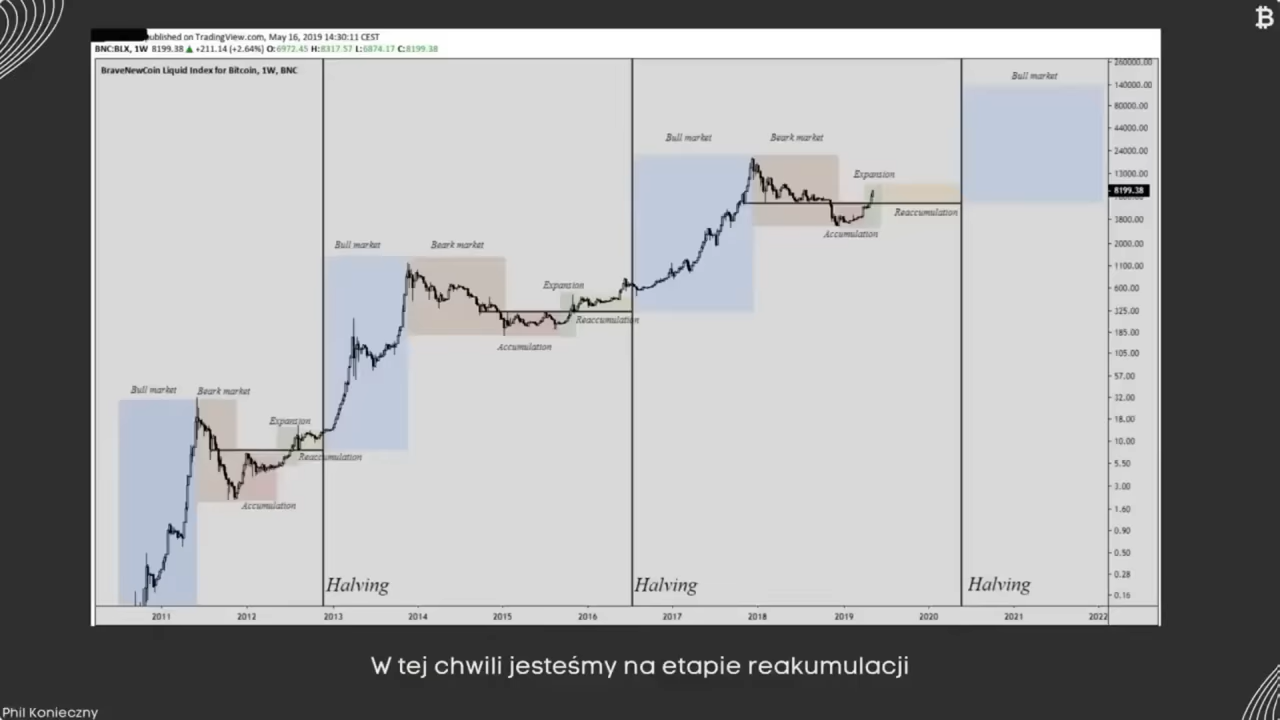 published on TradingView.com, May 16, 2019 14:30:11 CEST
BNC:BLX, 1W 8199.38 ▲ +211.14 (+2.64%) O:6972.45 H:8317.57 L:6874.17 C:8199.38
BraveNewCoin Liquid Index for Bitcoin, 1W, BNC
260000.00
Bull market
140000.00
80000.00
44000.00
Bull market
Beark market
24000.00
13000.00
Expansion
8199.38
Reaccumulation
3800.00
Accumulation
Bull market
Beark market
2000.00
1100.00
Expansion
600.00
325.00
Reaccumulation
185.00
Accumulation
105.00
57.00
Bull market
Beark market
32.00
Expansion
18.00
10.00
Reaccumulation
5.50
3.00
Accumulation
1.60
0.90
0.50
0.28
Halving
Halving
Halving
0.16
2011 2012 2013 2014 2015 2016 2017 2018 2019 2020 2021 2022
W tej chwili jesteśmy na etapie reakumulacji
Phil Konieczny